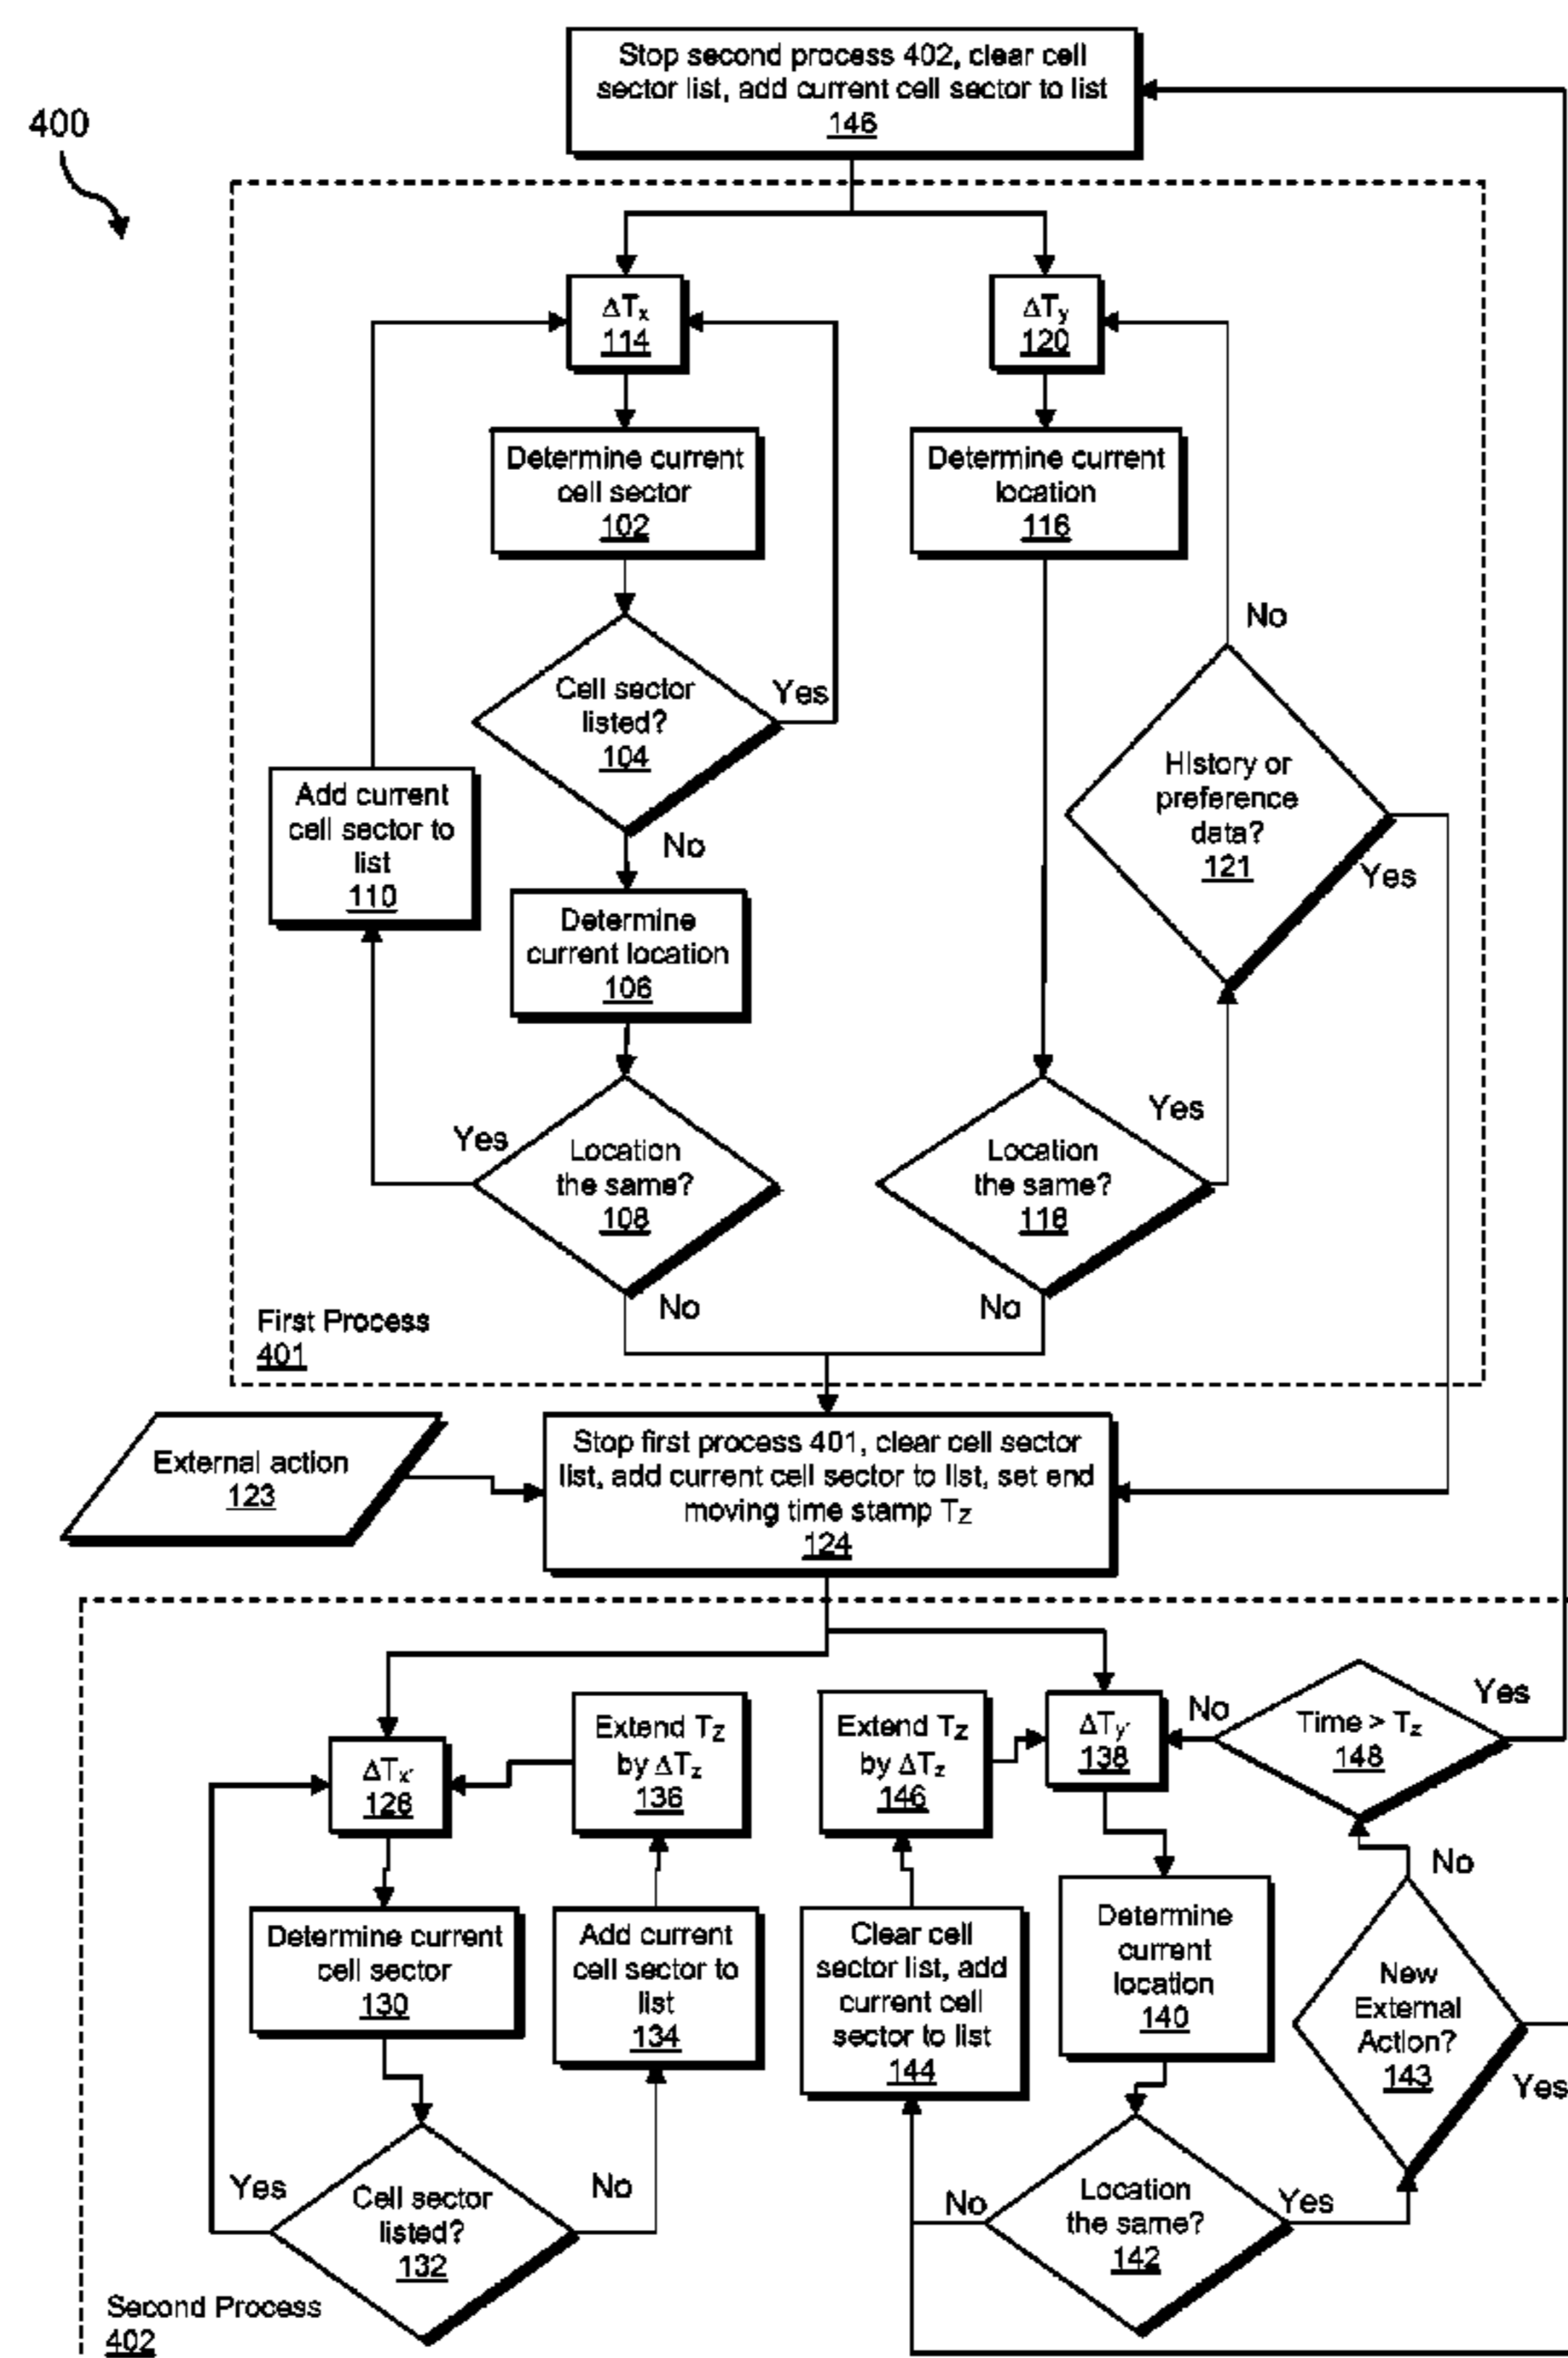 Stop second process 402, clear cell
sector list, add current cell sector to list
146
400
ΔTx
114
ΔTy
120
Determine current
cell sector
102
Determine current
location
116
No
Cell sector
listed?
104
Yes
History or
preference
data?
121
Yes
Add current
cell sector to
list
110
No
Determine
current location
106
Yes
Location
the same?
108
Yes
Location
the same?
118
No
No
First Process
401
External action
123
Stop first process 401, clear cell sector
list, add current cell sector to list, set end
moving time stamp Tz
124
Extend Tz
by ΔTz
136
Extend Tz
by ΔTz
146
ΔTy'
138
No
Time > Tz
148
Yes
ΔTx'
126
No
Determine current
cell sector
130
Add current
cell sector to
list
134
Clear cell
sector list, add
current cell
sector to list
144
Determine
current
location
140
New
External
Action?
143
Yes
Yes
Cell sector
listed?
132
No
No
Location
the same?
142
Yes
Second Process
402